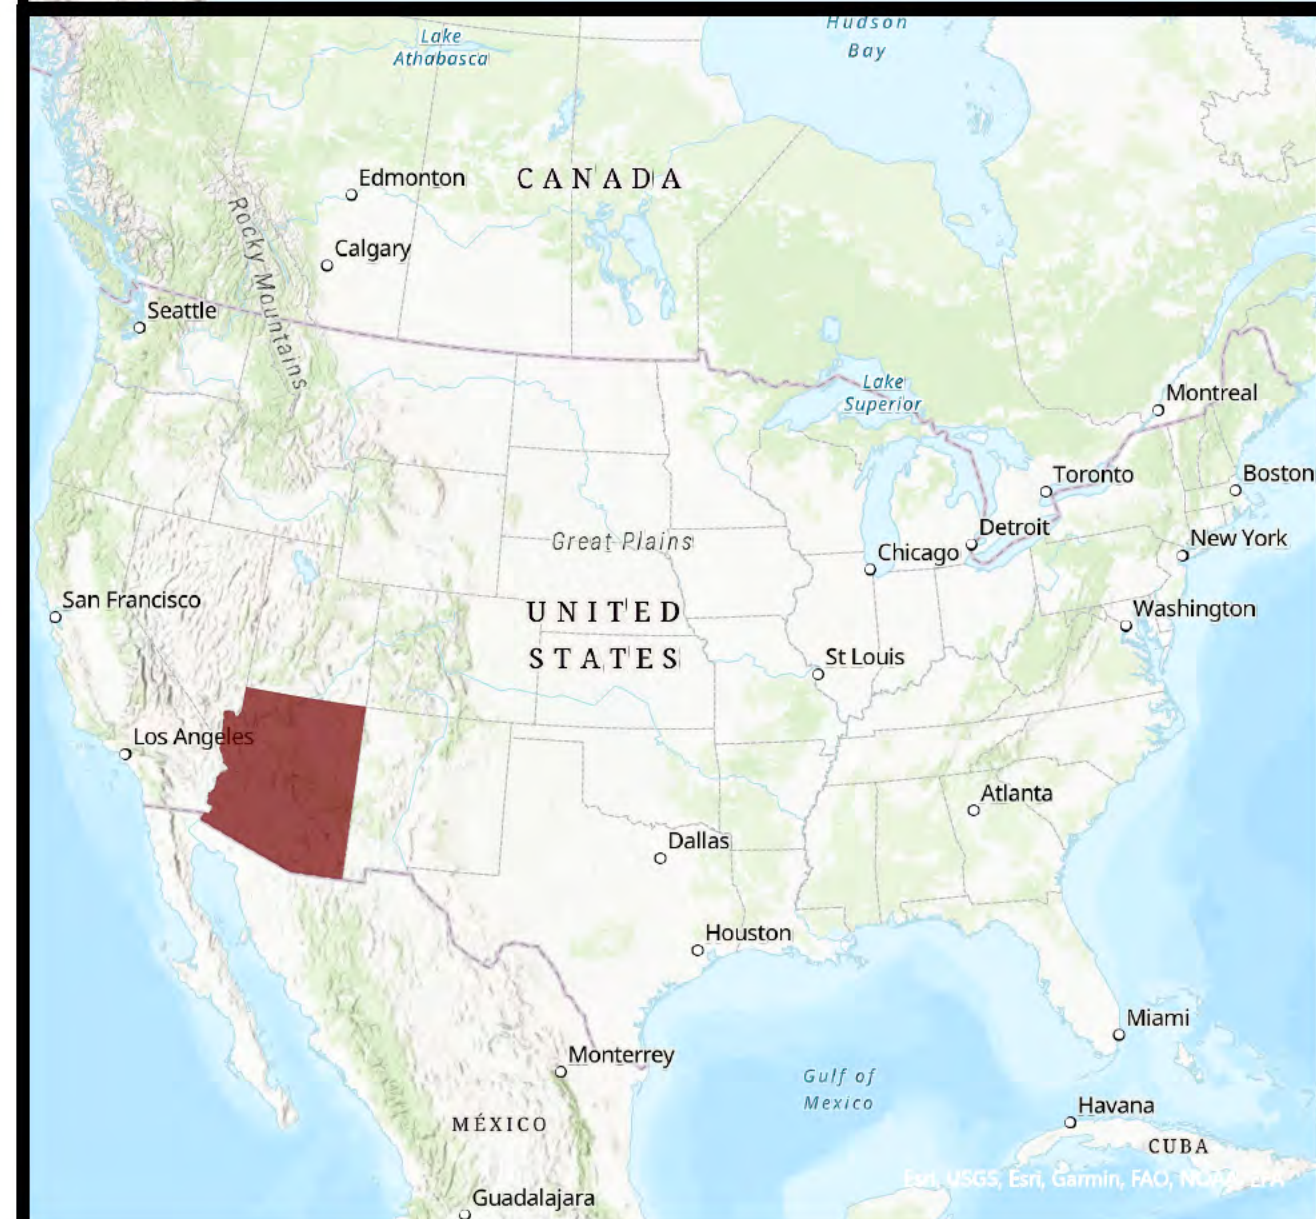 Hudson
Bay
Lake
Athabasca
Edmonton
CANADA
Rocky Mountains
Calgary
Seattle
Lake
Superior
Montreal
Toronto
Boston
Detroit
New York
Great Plains
Chicago
San Francisco
UNITED
STATES
Washington
St Louis
Los Angeles
Atlanta
Dallas
Houston
Miami
Monterrey
Gulf of
Mexico
Havana
MÉXICO
CUBA
Esri, USGS, Esri, Garmin, FAO, NOAA, EPA
Guadalajara